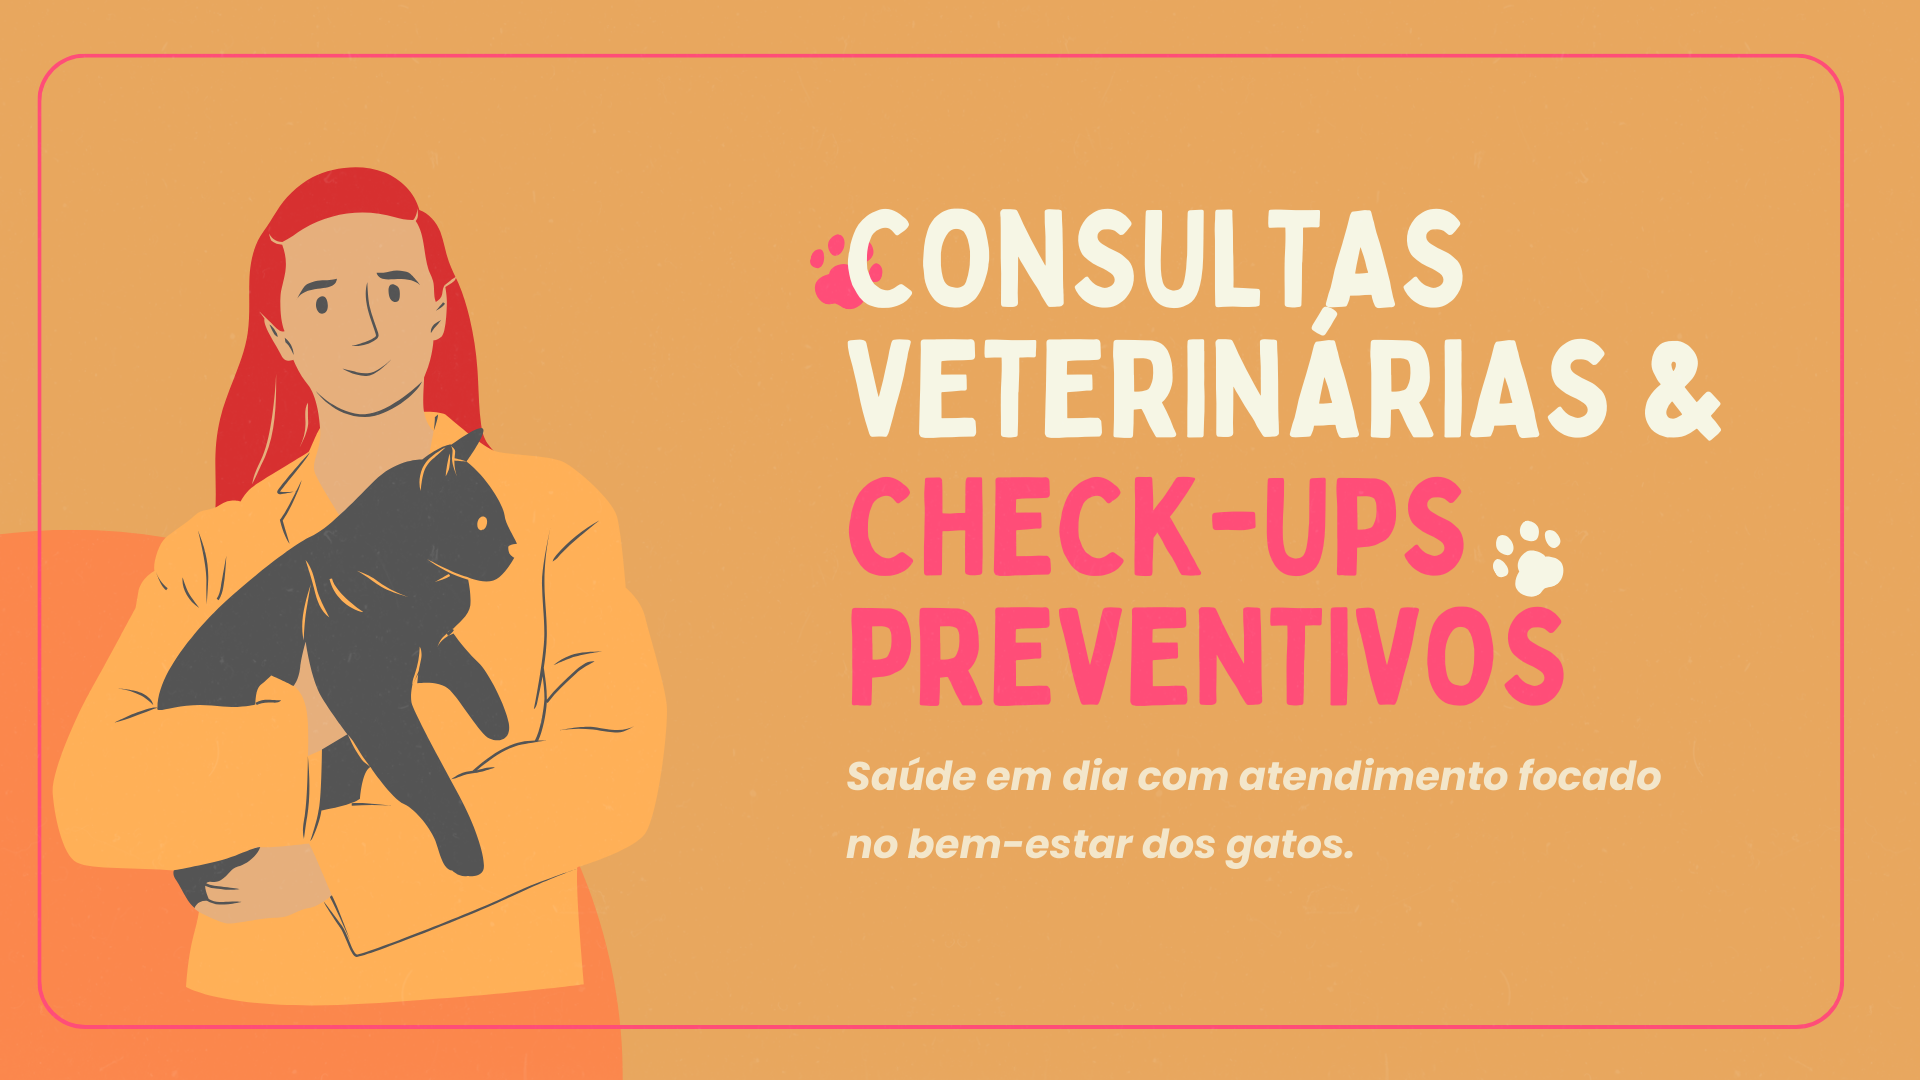 CONSULTAS
VETERINÁRIAS &
CHECK-UPS
PREVENTIVOS
Saúde em dia com atendimento focado
no bem-estar dos gatos.